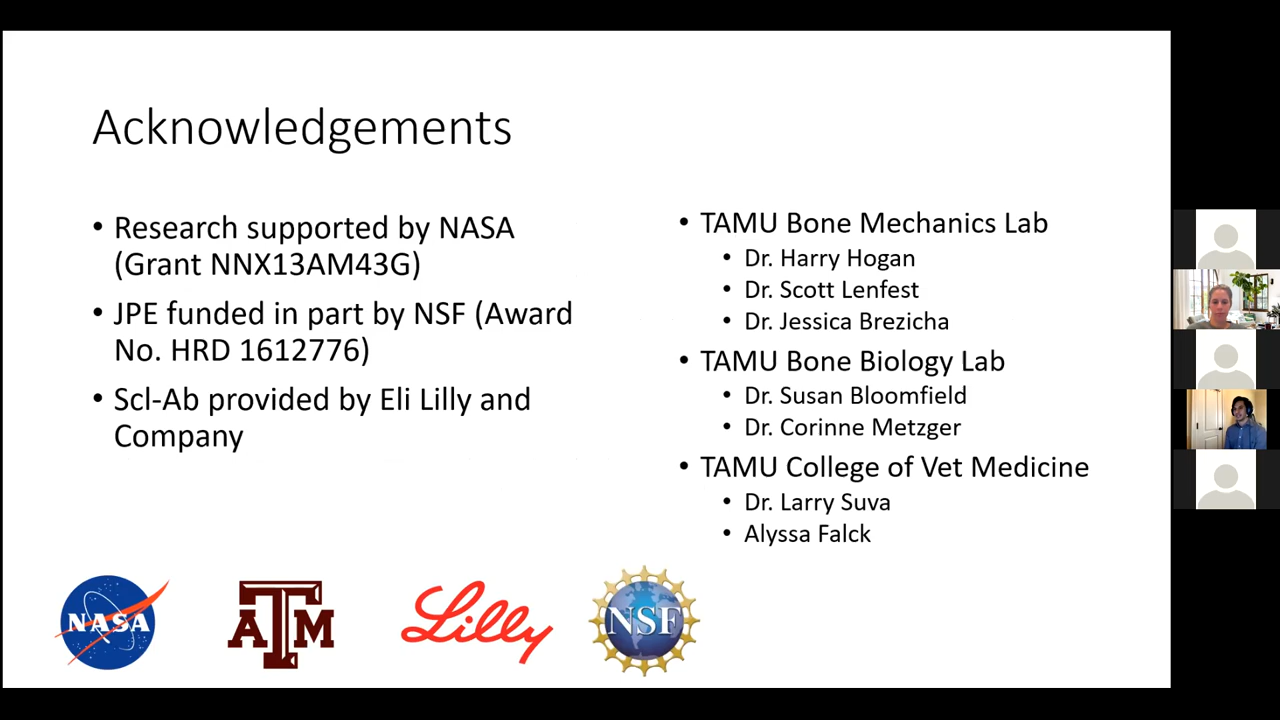 Acknowledgements
• Research supported by NASA
(Grant NNX13AM43G)
• JPE funded in part by NSF (Award
No. HRD 1612776)
• Scl-Ab provided by Eli Lilly and
Company
• TAMU Bone Mechanics Lab
• Dr. Harry Hogan
• Dr. Scott Lenfest
• Dr. Jessica Brezicha
• TAMU Bone Biology Lab
• Dr. Susan Bloomfield
• Dr. Corinne Metzger
• TAMU College of Vet Medicine
• Dr. Larry Suva
• Alyssa Falck
NASA
ATM
Lilly
NSF